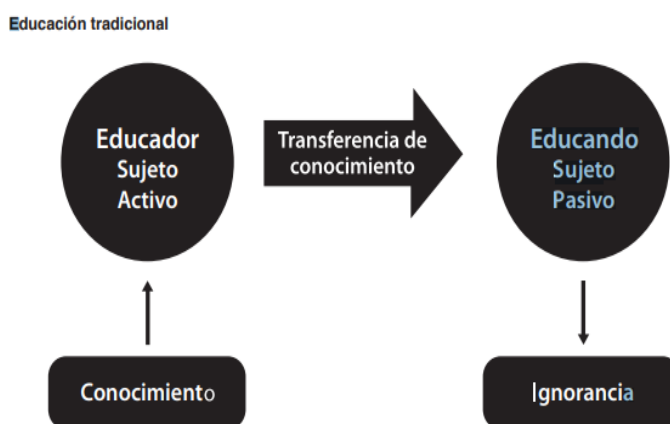 Educación tradicional
Educador
Sujeto
Activo
Transferencia de
conocimiento
Educando
Sujeto
Pasivo
Conocimiento
Ignorancia